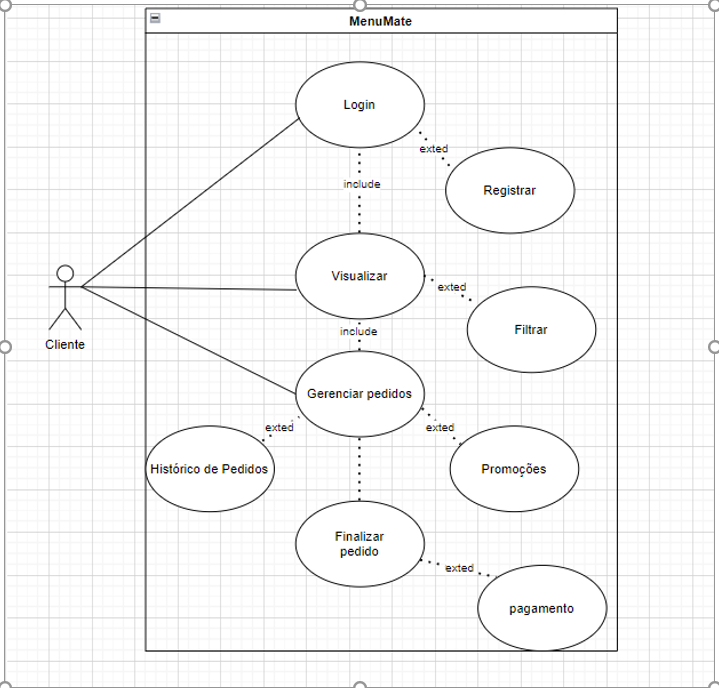 MenuMate
Login
exted
include
Registrar
Visualizar
exted
Filtrar
include
Cliente
Gerenciar pedidos
exted
exted
Histórico de Pedidos
Promoções
Finalizar
pedido
exted
pagamento